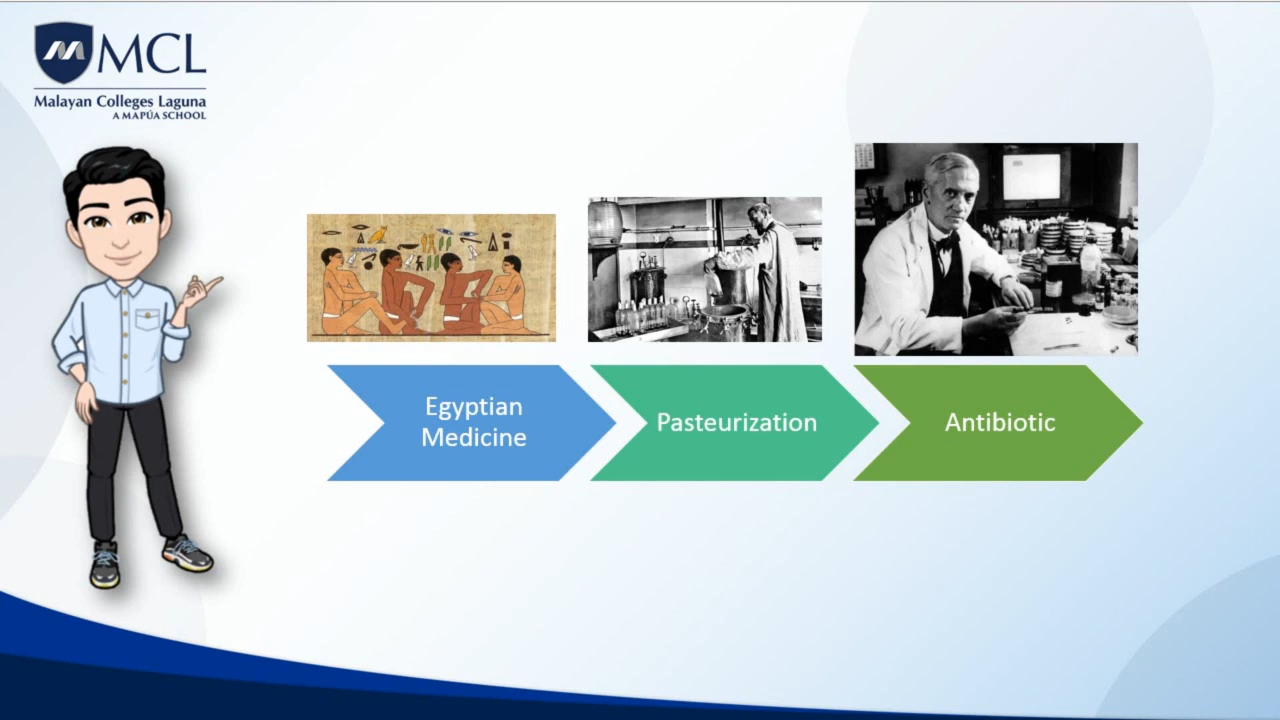 MCL
Malayan Colleges Laguna
A MAPÚA SCHOOL
Egyptian
Medicine
Pasteurization
Antibiotic